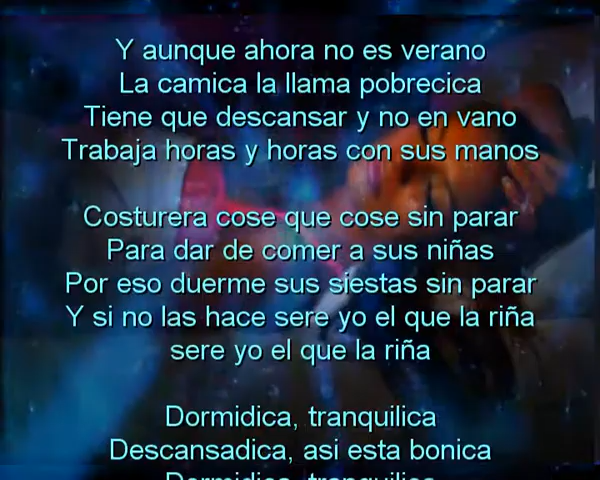 Y aunque ahora no es verano
La camica la llama pobrecica
Tiene que descansar y no en vano
Trabaja horas y horas con sus manos
Costurera cose que cose sin parar
Para dar de comer a sus niñas
Por eso duerme sus siestas sin parar
Y si no las hace sere yo el que la riña
sere yo el que la riña
Dormidica, tranquilica
Descansadica, asi esta bonica
Dormidica, tranquilica